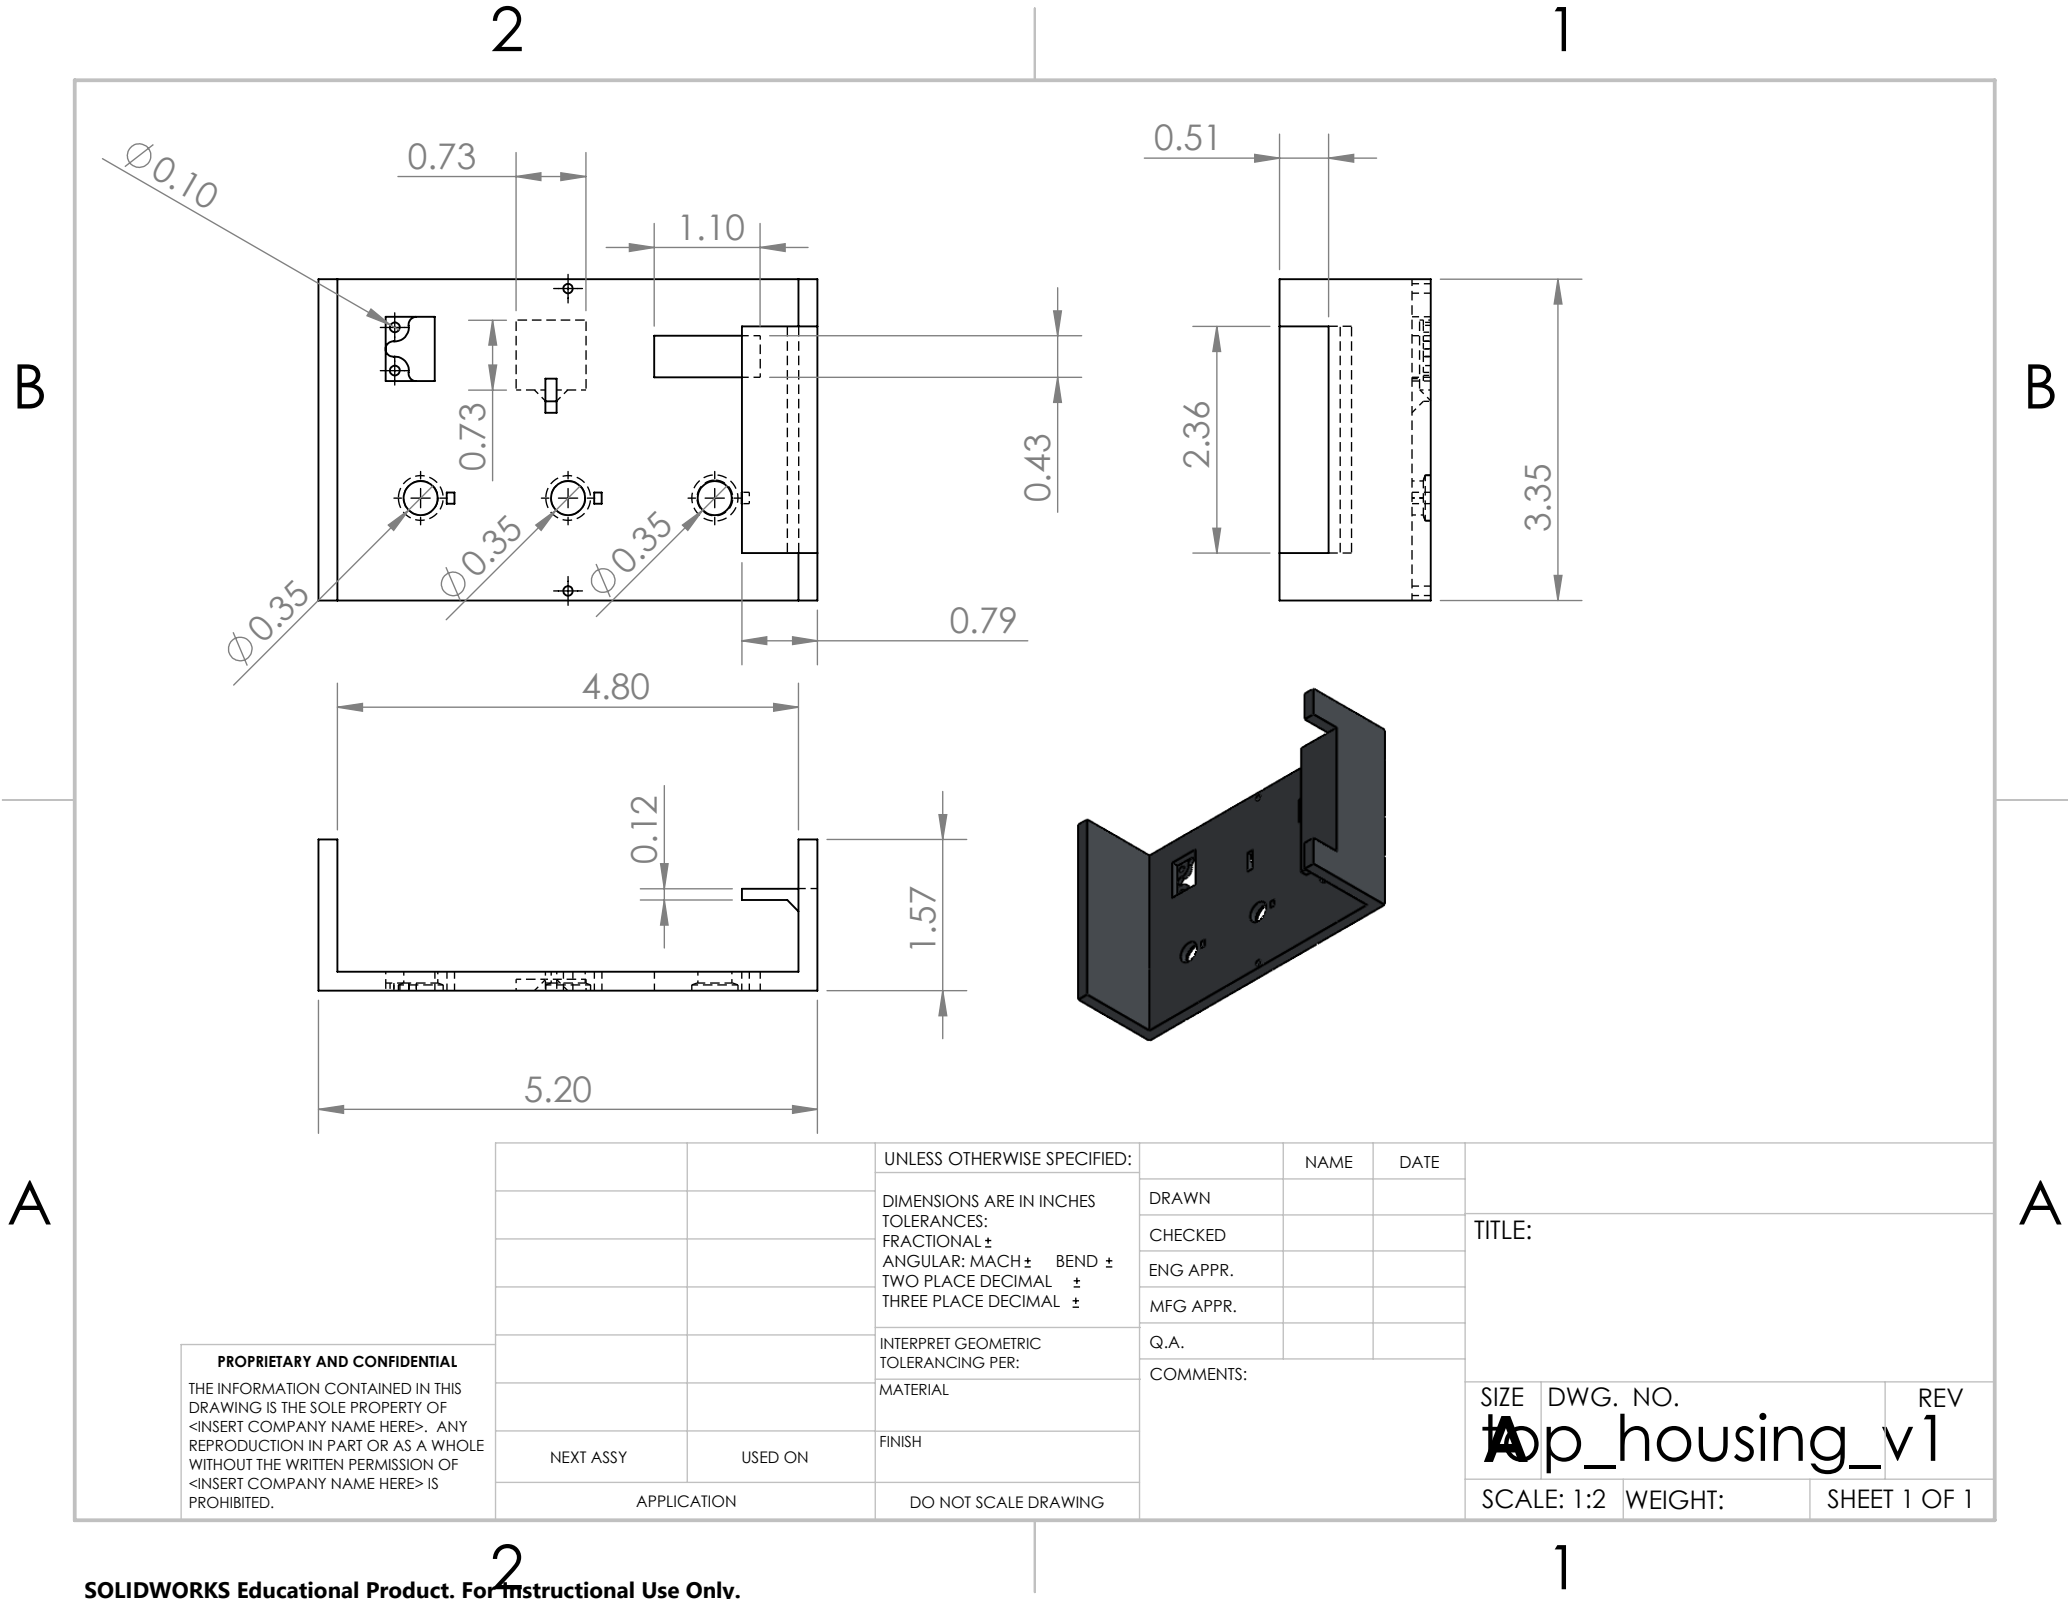 2
1
B
B
A
A
Ø0.10
0.73
1.10
0.51
0.73
0.43
2.36
3.35
Ø0.35
Ø0.35
Ø0.35
0.79
4.80
0.12
1.57
5.20
UNLESS OTHERWISE SPECIFIED:
DIMENSIONS ARE IN INCHES
TOLERANCES:
FRACTIONAL ±
ANGULAR: MACH ± BEND ±
TWO PLACE DECIMAL ±
THREE PLACE DECIMAL ±
INTERPRET GEOMETRIC
TOLERANCING PER:
MATERIAL
FINISH
DO NOT SCALE DRAWING
NAME DATE
DRAWN
CHECKED
ENG APPR.
MFG APPR.
Q.A.
COMMENTS:
TITLE:
SIZE DWG. NO. REV
A
top_housing_v1
SCALE: 1:2 WEIGHT: SHEET 1 OF 1
PROPRIETARY AND CONFIDENTIAL
THE INFORMATION CONTAINED IN THIS
DRAWING IS THE SOLE PROPERTY OF
<INSERT COMPANY NAME HERE>. ANY
REPRODUCTION IN PART OR AS A WHOLE
WITHOUT THE WRITTEN PERMISSION OF
<INSERT COMPANY NAME HERE> IS
PROHIBITED.
NEXT ASSY USED ON
APPLICATION
2
1
SOLIDWORKS Educational Product. For Instructional Use Only.